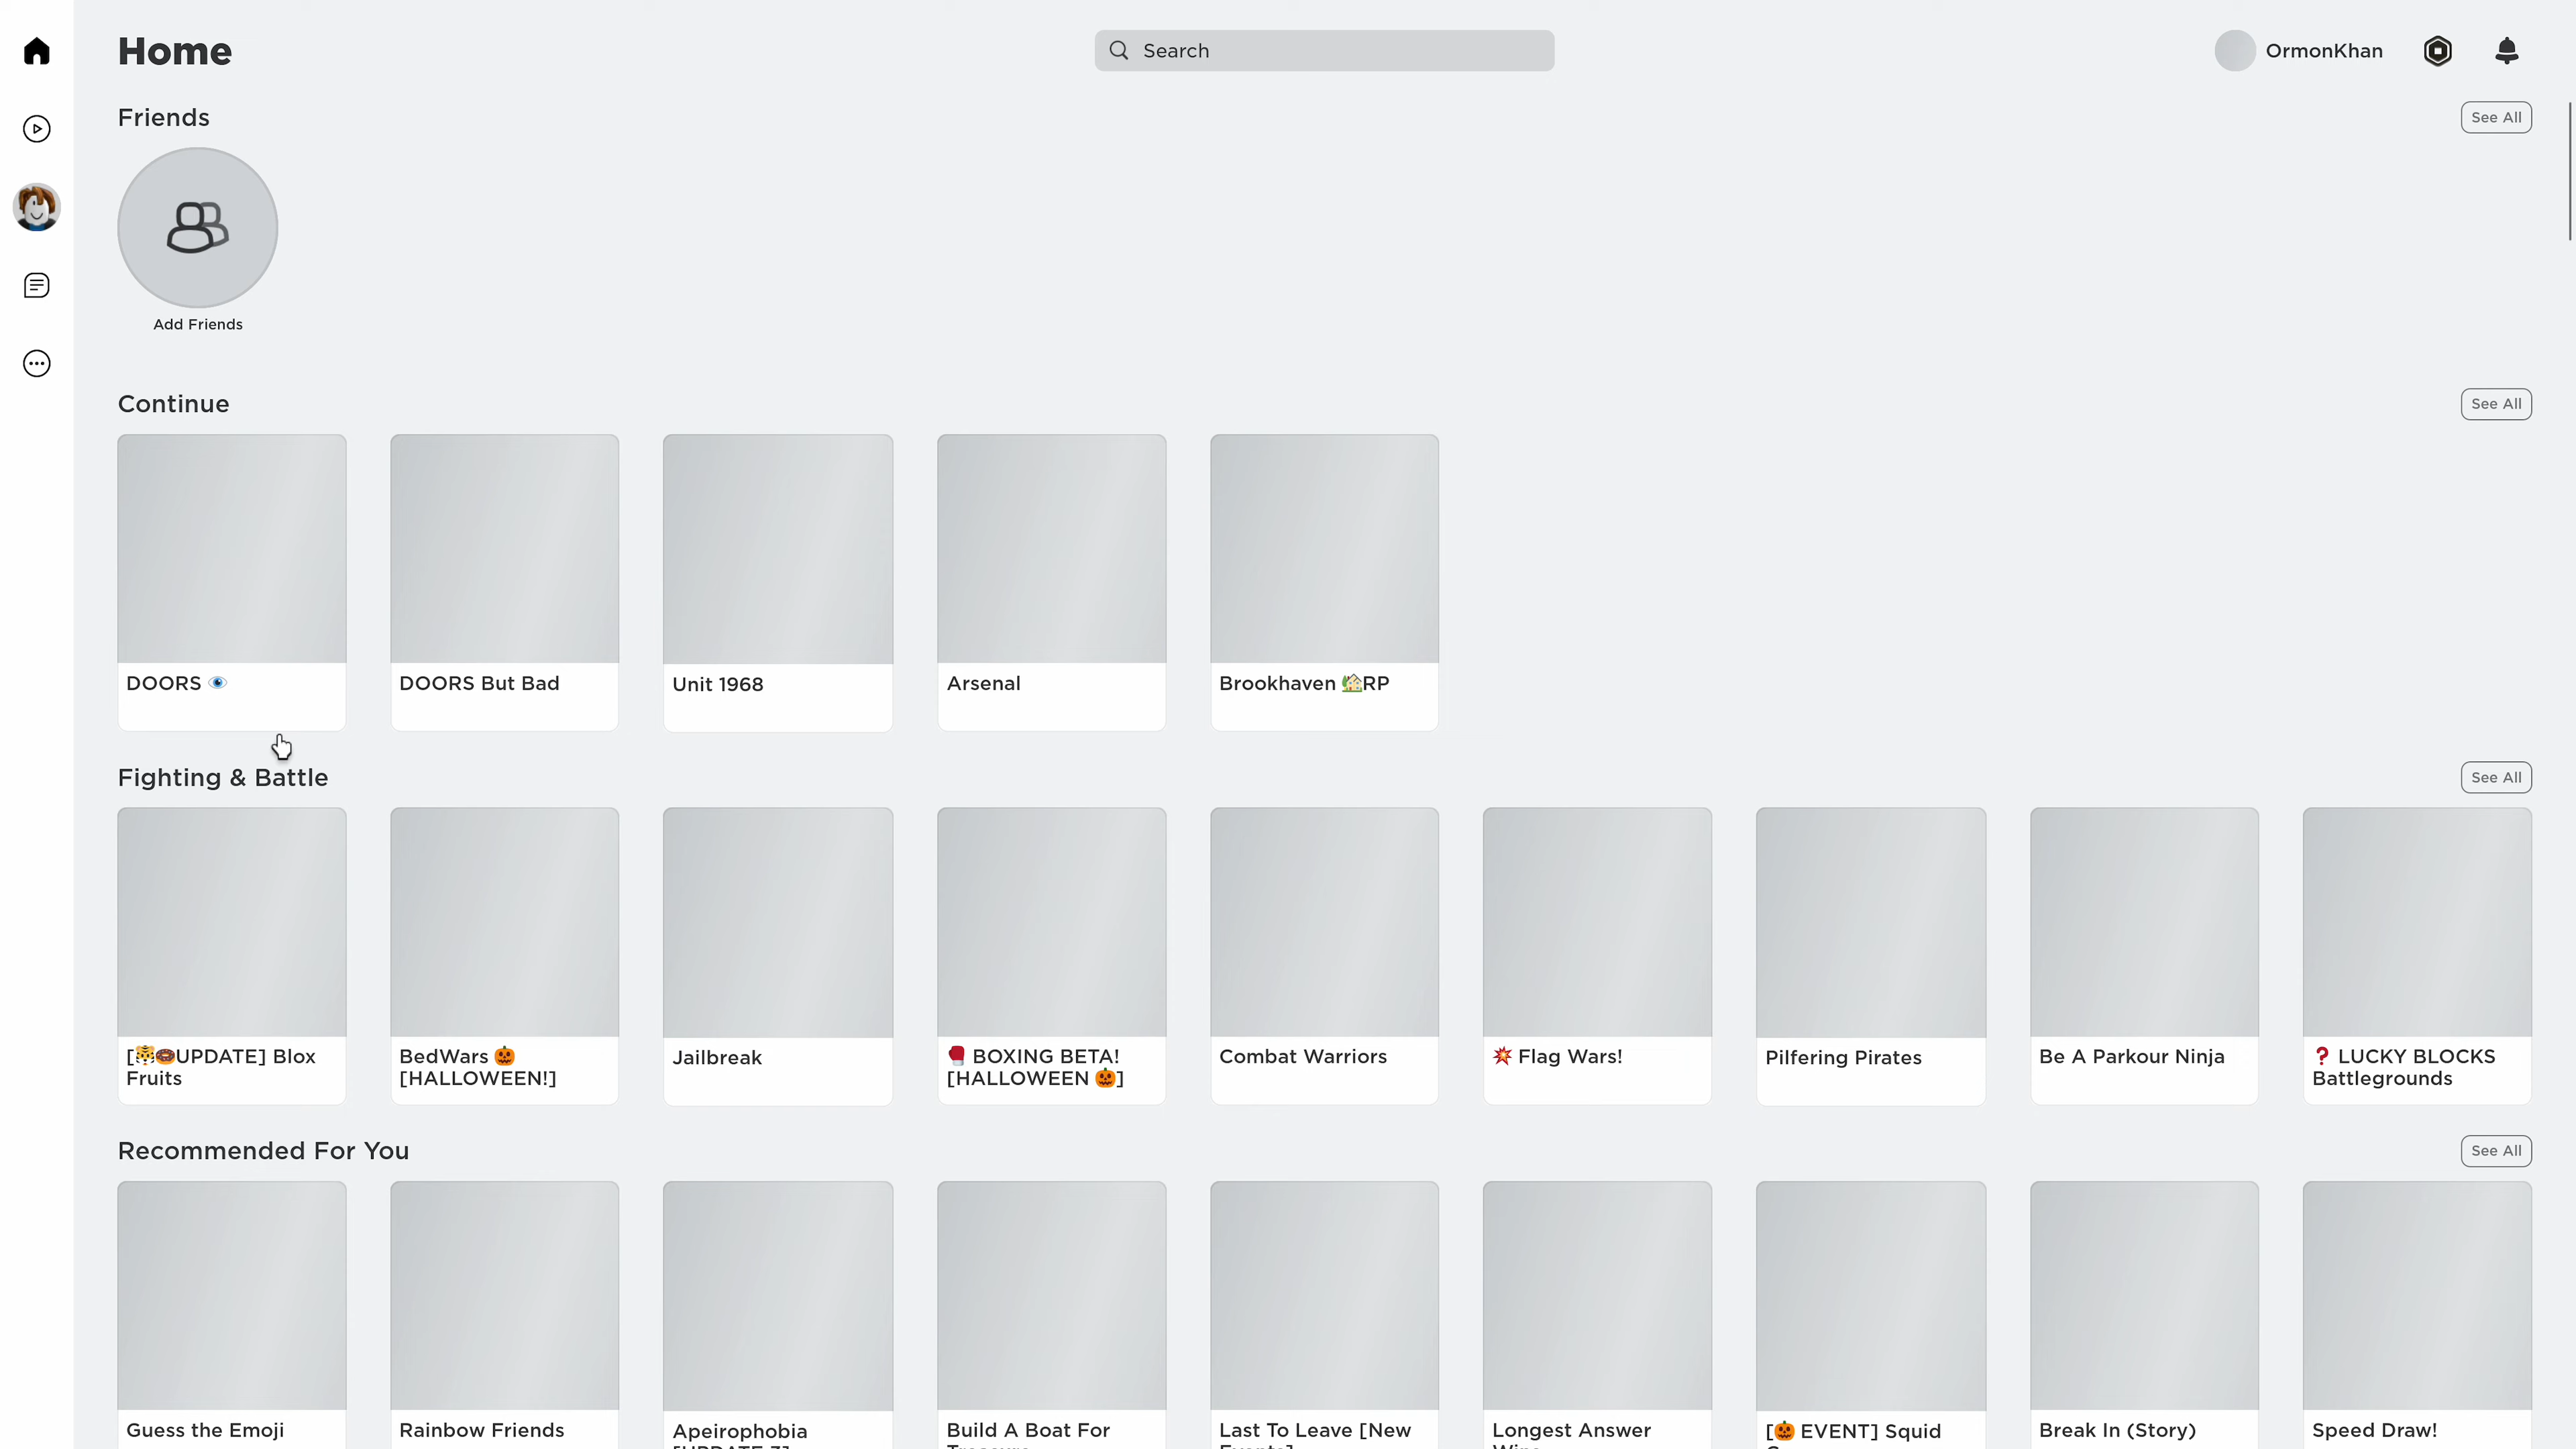 Home
Search
OrmonKhan
Friends
See All
Add Friends
Continue
See All
DOORS 👁
DOORS But Bad
Unit 1968
Arsenal
Brookhaven 🏡RP
Fighting & Battle
See All
[🐯🍩UPDATE] Blox
Fruits
BedWars 🎃
[HALLOWEEN!]
Jailbreak
🥊 BOXING BETA!
[HALLOWEEN 🎃]
Combat Warriors
💥 Flag Wars!
Pilfering Pirates
Be A Parkour Ninja
❓ LUCKY BLOCKS
Battlegrounds
Recommended For You
See All
Guess the Emoji
Rainbow Friends
Apeirophobia
Build A Boat For
Last To Leave [New
Longest Answer
[🎃 EVENT] Squid
Break In (Story)
Speed Draw!